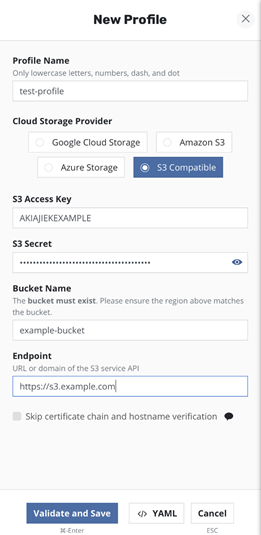 New Profile
Profile Name
Only lowercase letters, numbers, dash, and dot
test-profile
Cloud Storage Provider
Google Cloud Storage
Amazon S3
Azure Storage
S3 Compatible
S3 Access Key
AKIAJIEKEXAMPLE
S3 Secret
••••••••••••••••••••••••••••••••••••••••
Bucket Name
The bucket must exist. Please ensure the region above matches
the bucket.
example-bucket
Endpoint
URL or domain of the S3 service API
https://s3.example.com
Skip certificate chain and hostname verification
Validate and Save
</> YAML
Cancel
⌘-Enter
ESC